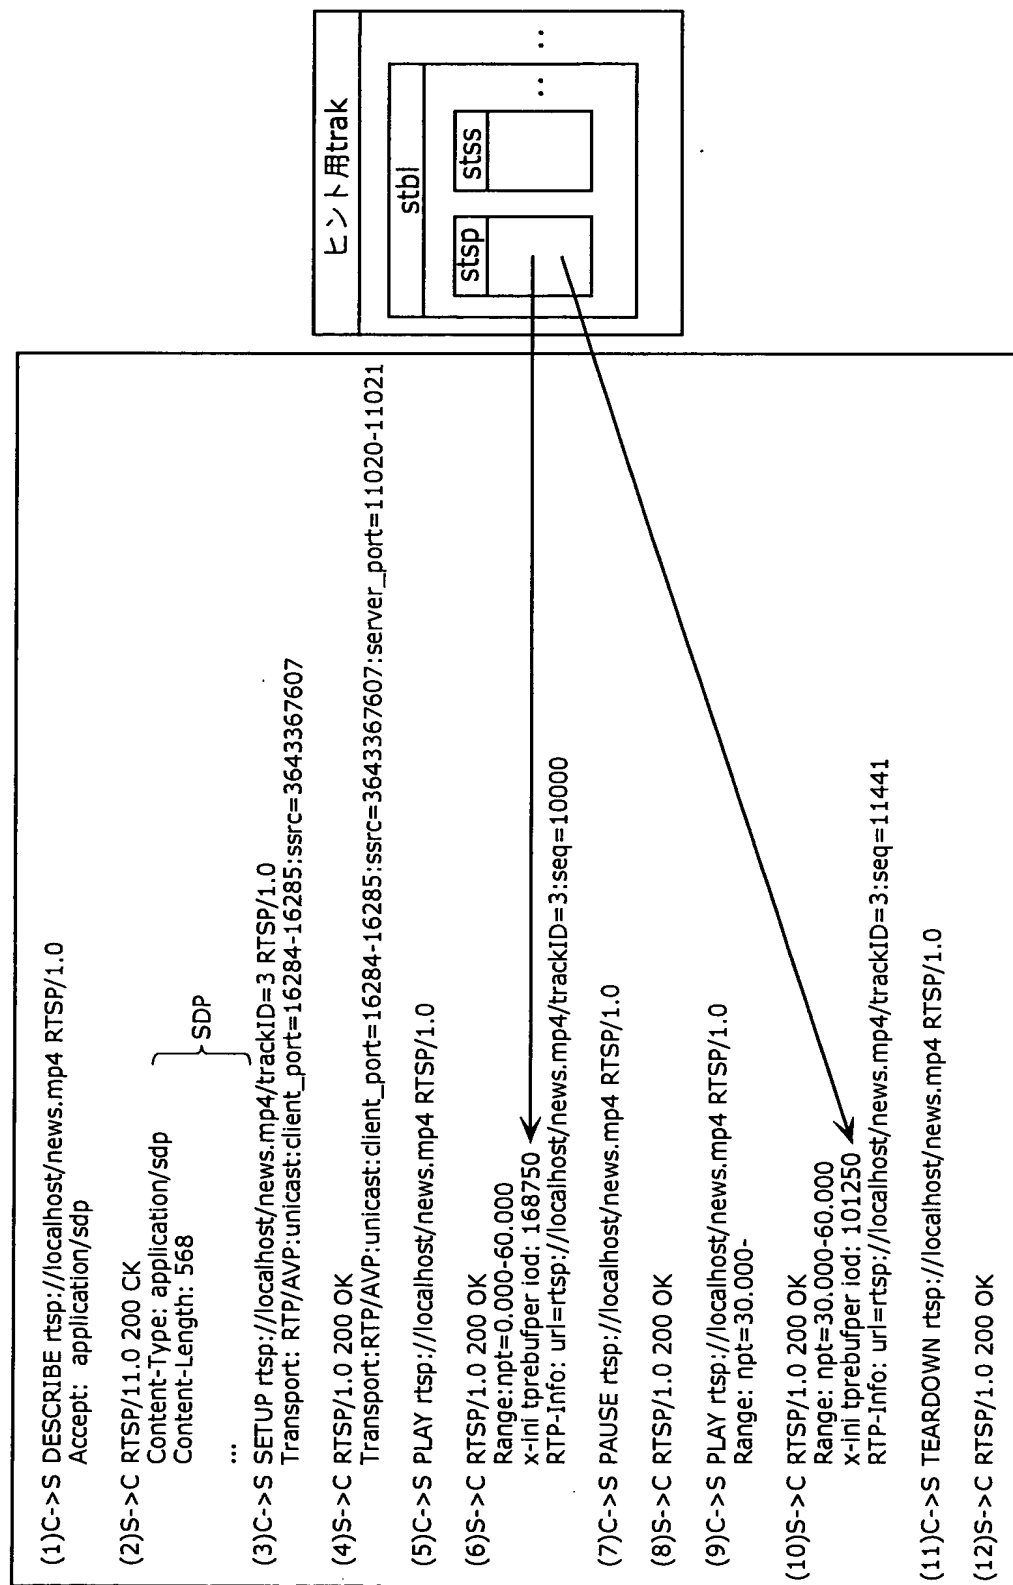 (1)C->S DESCRIBE rtsp://localhost/news.mp4 RTSP/1.0
Accept: application/sdp
(2)S->C RTSP/11.0 200 CK
Content-Type: application/sdp
Content-Length: 568
SDP
...
(3)C->S SETUP rtsp://localhost/news.mp4/trackID=3 RTSP/1.0
Transport: RTP/AVP:unicast:client_port=16284-16285:ssrc=3643367607
(4)S->C RTSP/1.0 200 OK
Transport:RTP/AVP:unicast:client_port=16284-16285:ssrc=3643367607:server_port=11020-11021
(5)C->S PLAY rtsp://localhost/news.mp4 RTSP/1.0
(6)S->C RTSP/1.0 200 OK
Range:npt=0.000-60.000
x-ini tprebufper iod: 168750
RTP-Info: url=rtsp://localhost/news.mp4/trackID=3:seq=10000
(7)C->S PAUSE rtsp://localhost/news.mp4 RTSP/1.0
(8)S->C RTSP/1.0 200 OK
(9)C->S PLAY rtsp://localhost/news.mp4 RTSP/1.0
Range: npt=30.000-
(10)S->C RTSP/1.0 200 OK
Range: npt=30.000-60.000
x-ini tprebufper iod: 101250
RTP-Info: url=rtsp://localhost/news.mp4/trackID=3:seq=11441
(11)C->S TEARDOWN rtsp://localhost/news.mp4 RTSP/1.0
(12)S->C RTSP/1.0 200 OK
ヒント用trak
stbl
stsp
stss
..
..